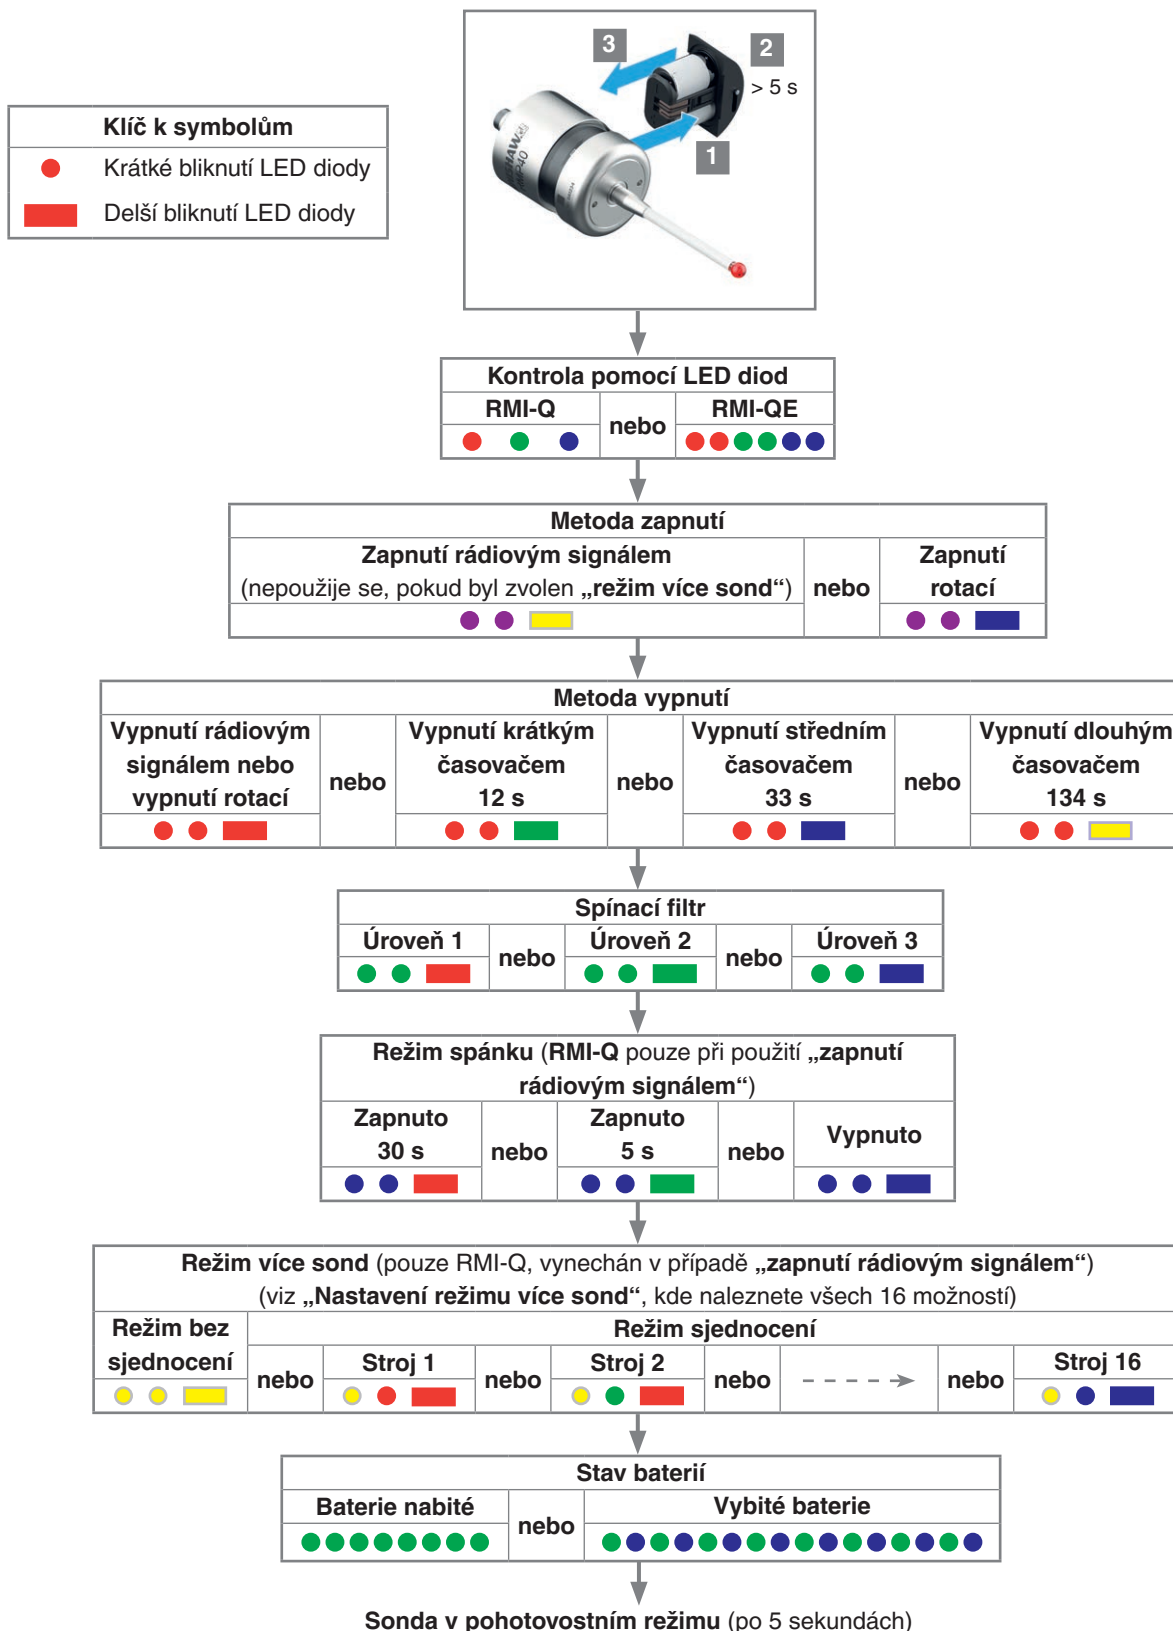 3
2
> 5 s
1
RMP40
Klíč k symbolům
Krátké bliknutí LED diody
Delší bliknutí LED diody
Kontrola pomocí LED diod
RMI-Q
nebo
RMI-QE
Metoda zapnutí
Zapnutí rádiovým signálem
(nepoužije se, pokud byl zvolen „režim více sond“)
nebo
Zapnutí
rotací
Metoda vypnutí
Vypnutí rádiovým
signálem nebo
vypnutí rotací
nebo
Vypnutí krátkým
časovačem
12 s
nebo
Vypnutí středním
časovačem
33 s
nebo
Vypnutí dlouhým
časovačem
134 s
Spínací filtr
Úroveň 1
nebo
Úroveň 2
nebo
Úroveň 3
Režim spánku (RMI-Q pouze při použití „zapnutí
rádiovým signálem“)
Zapnuto
30 s
nebo
Zapnuto
5 s
nebo
Vypnuto
Režim více sond (pouze RMI-Q, vynechán v případě „zapnutí rádiovým signálem“)
(viz „Nastavení režimu více sond“, kde naleznete všech 16 možností)
Režim bez
sjednocení
Režim sjednocení
nebo
Stroj 1
nebo
Stroj 2
nebo
nebo
Stroj 16
Stav baterií
Baterie nabité
nebo
Vybité baterie
Sonda v pohotovostním režimu (po 5 sekundách)